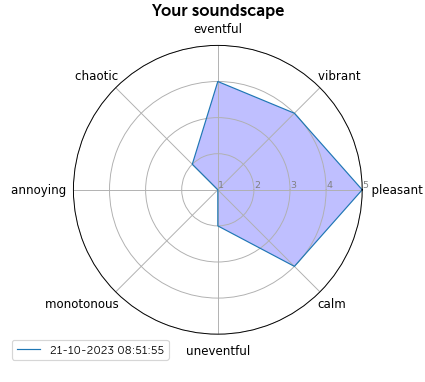 Your soundscape
eventful
chaotic
vibrant
annoying
1 2 3 4 5
pleasant
monotonous
calm
uneventful
21-10-2023 08:51:55